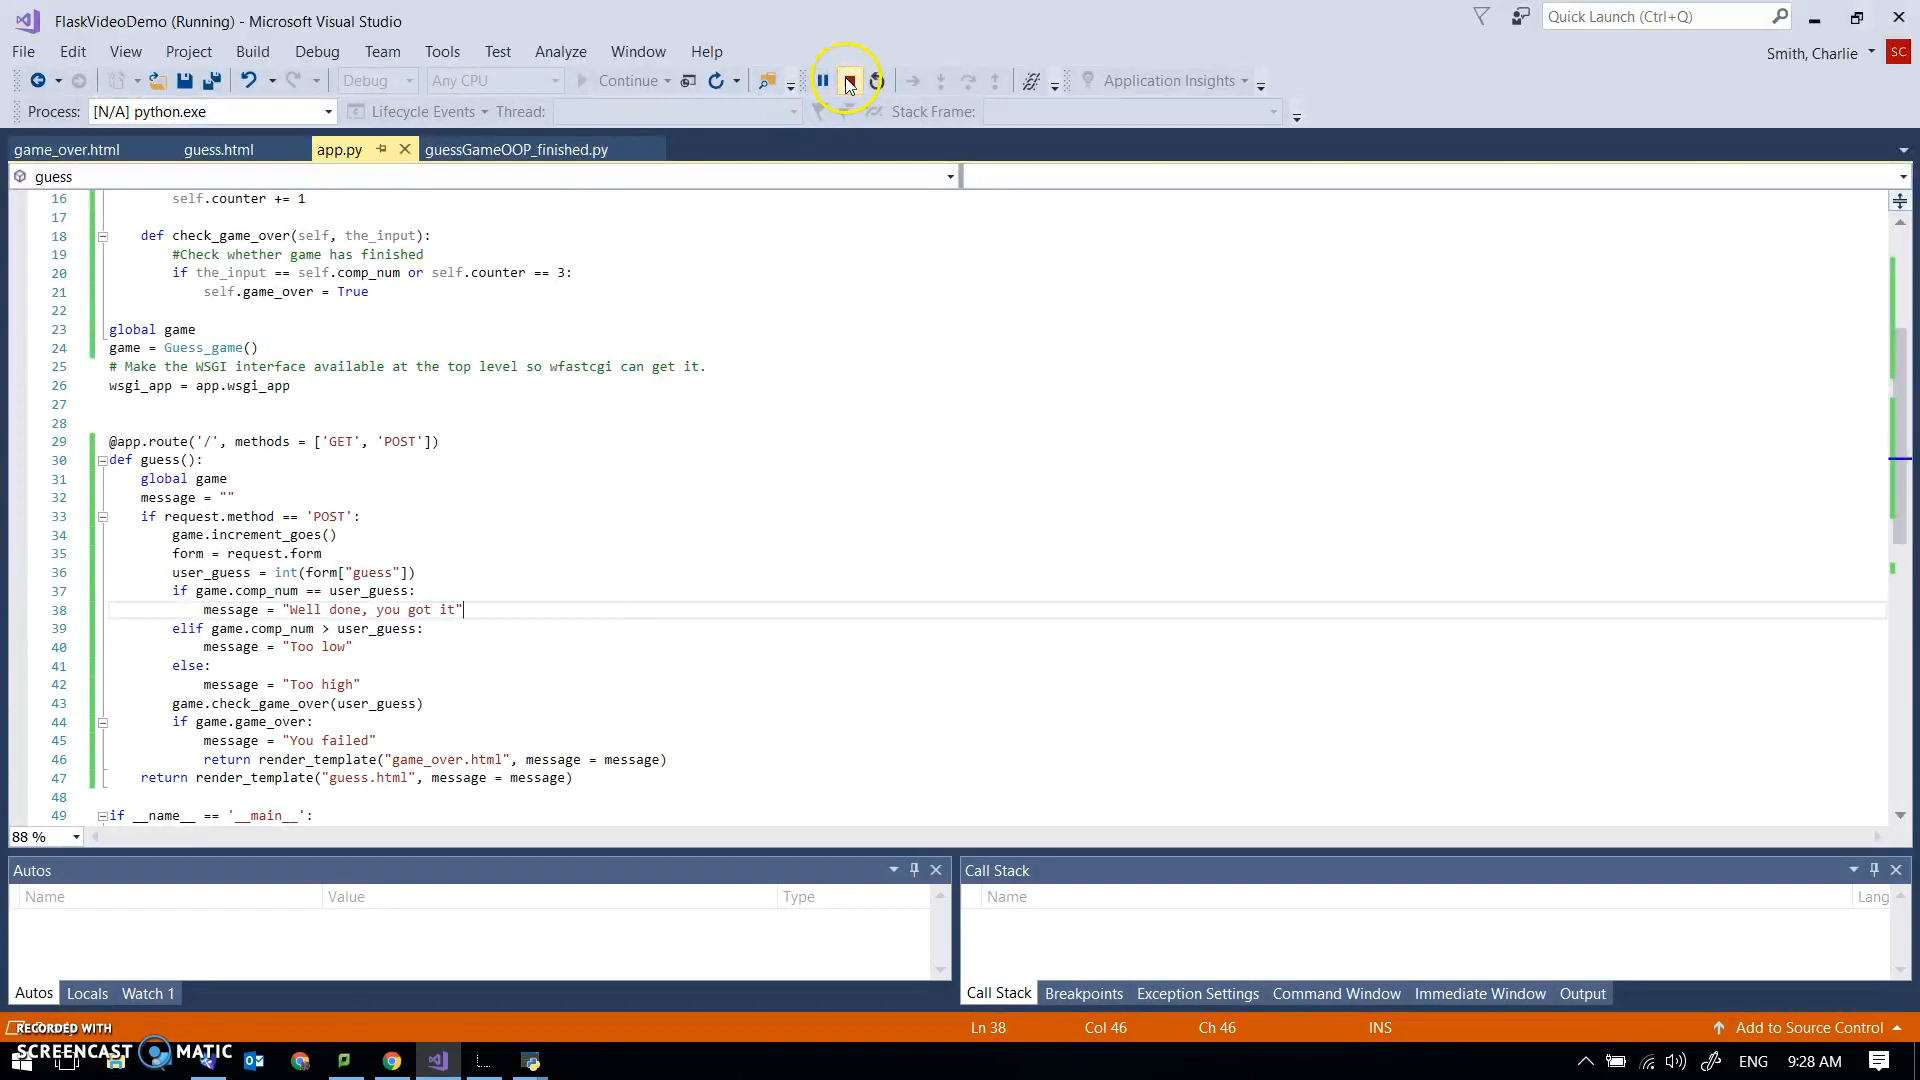 FlaskVideoDemo (Running) - Microsoft Visual Studio
Quick Launch (Ctrl+Q)
File Edit View Project Build Debug Team Tools Test Analyze Window Help
Smith, Charlie SC
Debug Any CPU Continue Application Insights
Process: [N/A] python.exe Lifecycle Events Thread: Stack Frame:
game_over.html guess.html app.py guessGameOOP_finished.py
guess
16 self.counter += 1
17
18 def check_game_over(self, the_input):
19 #Check whether game has finished
20 if the_input == self.comp_num or self.counter == 3:
21 self.game_over = True
22
23 global game
24 game = Guess_game()
25 # Make the WSGI interface available at the top level so wfastcgi can get it.
26 wsgi_app = app.wsgi_app
27
28
29 @app.route('/', methods = ['GET', 'POST'])
30 def guess():
31 global game
32 message = ""
33 if request.method == 'POST':
34 game.increment_goes()
35 form = request.form
36 user_guess = int(form["guess"])
37 if game.comp_num == user_guess:
38 message = "Well done, you got it"
39 elif game.comp_num > user_guess:
40 message = "Too low"
41 else:
42 message = "Too high"
43 game.check_game_over(user_guess)
44 if game.game_over:
45 message = "You failed"
46 return render_template("game_over.html", message = message)
47 return render_template("guess.html", message = message)
48
49 if __name__ == '__main__':
88 %
Autos
Name Value Type
Autos Locals Watch 1
Call Stack
Name Lang
Call Stack Breakpoints Exception Settings Command Window Immediate Window Output
Ln 38 Col 46 Ch 46 INS Add to Source Control
RECORDED WITH
SCREENCAST MATIC
ENG 9:28 AM